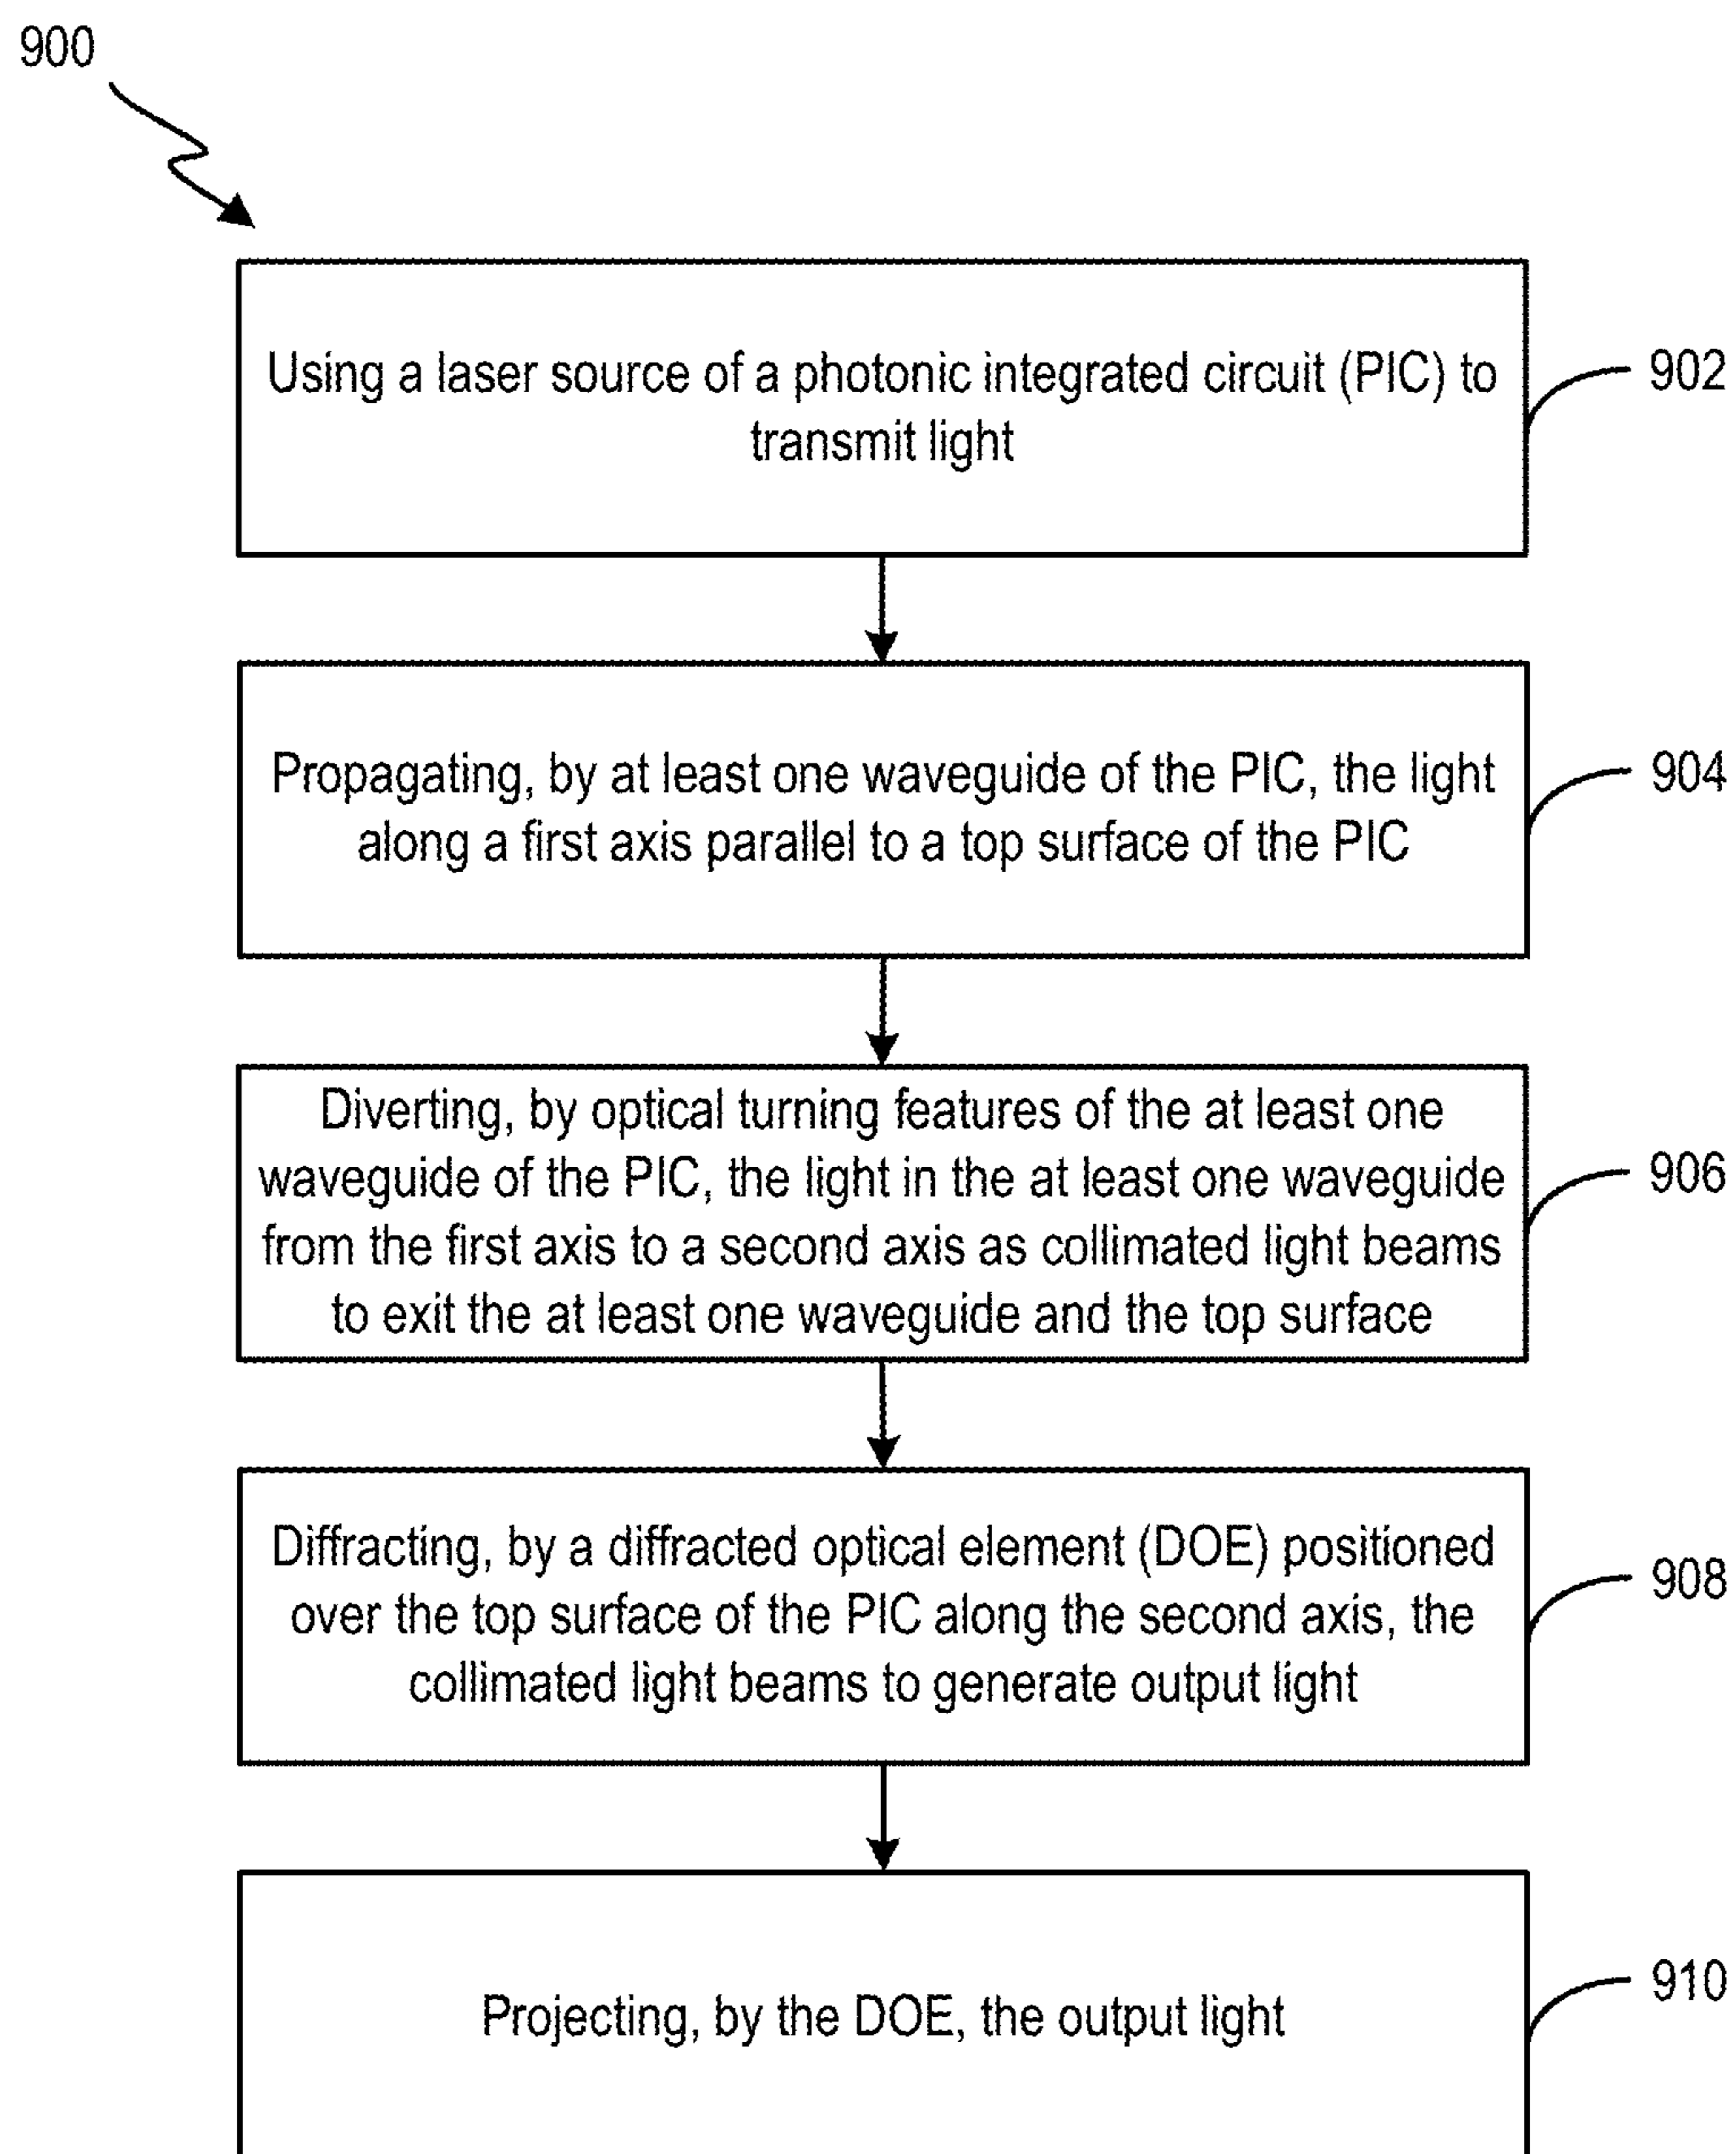 900
Using a laser source of a photonic integrated circuit (PIC) to
transmit light
902
Propagating, by at least one waveguide of the PIC, the light
along a first axis parallel to a top surface of the PIC
904
Diverting, by optical turning features of the at least one
waveguide of the PIC, the light in the at least one waveguide
from the first axis to a second axis as collimated light beams
to exit the at least one waveguide and the top surface
906
Diffracting, by a diffracted optical element (DOE) positioned
over the top surface of the PIC along the second axis, the
collimated light beams to generate output light
908
Projecting, by the DOE, the output light
910